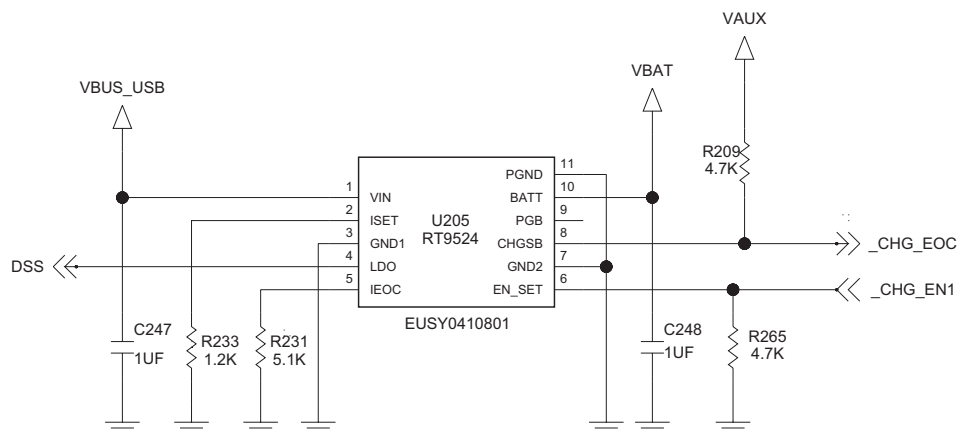 VAUX
VBUS_USB
VBAT
R209
4.7K
11
PGND
1
VIN
10
BATT
2
ISET
U205
RT9524
9
PGB
3
GND1
8
CHGSB
_CHG_EOC
DSS
4
LDO
7
GND2
5
IEOC
6
EN_SET
_CHG_EN1
EUSY0410801
C247
1UF
R233
1.2K
R231
5.1K
C248
1UF
R265
4.7K